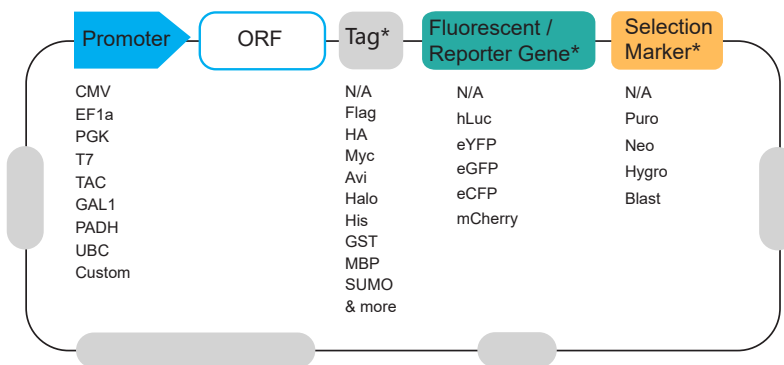 Promoter
ORF
Tag*
Fluorescent /
Reporter Gene*
Selection
Marker*
CMV
EF1a
PGK
T7
TAC
GAL1
PADH
UBC
Custom
N/A
Flag
HA
Myc
Avi
Halo
His
GST
MBP
SUMO
& more
N/A
hLuc
eYFP
eGFP
eCFP
mCherry
N/A
Puro
Neo
Hygro
Blast